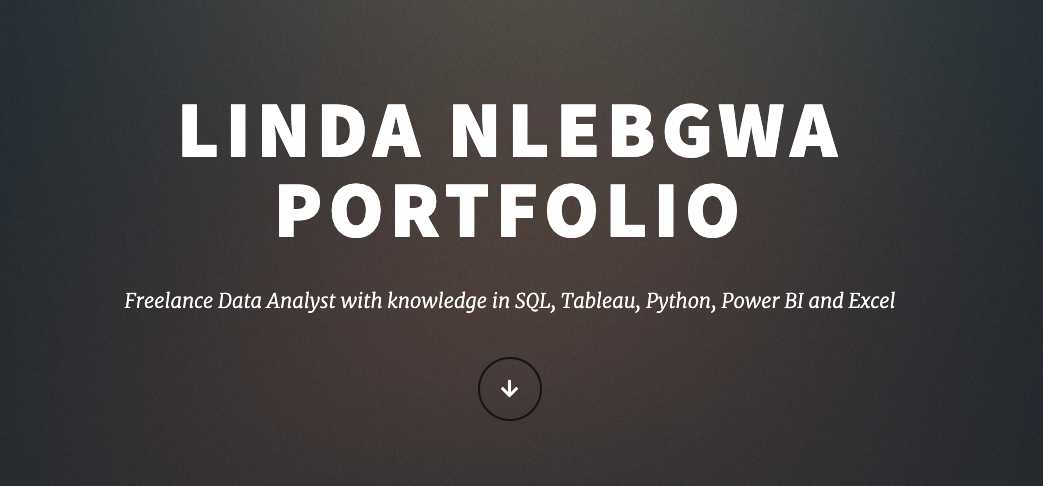 LINDA NLEBGWA
PORTFOLIO
Freelance Data Analyst with knowledge in SQL, Tableau, Python, Power BI and Excel